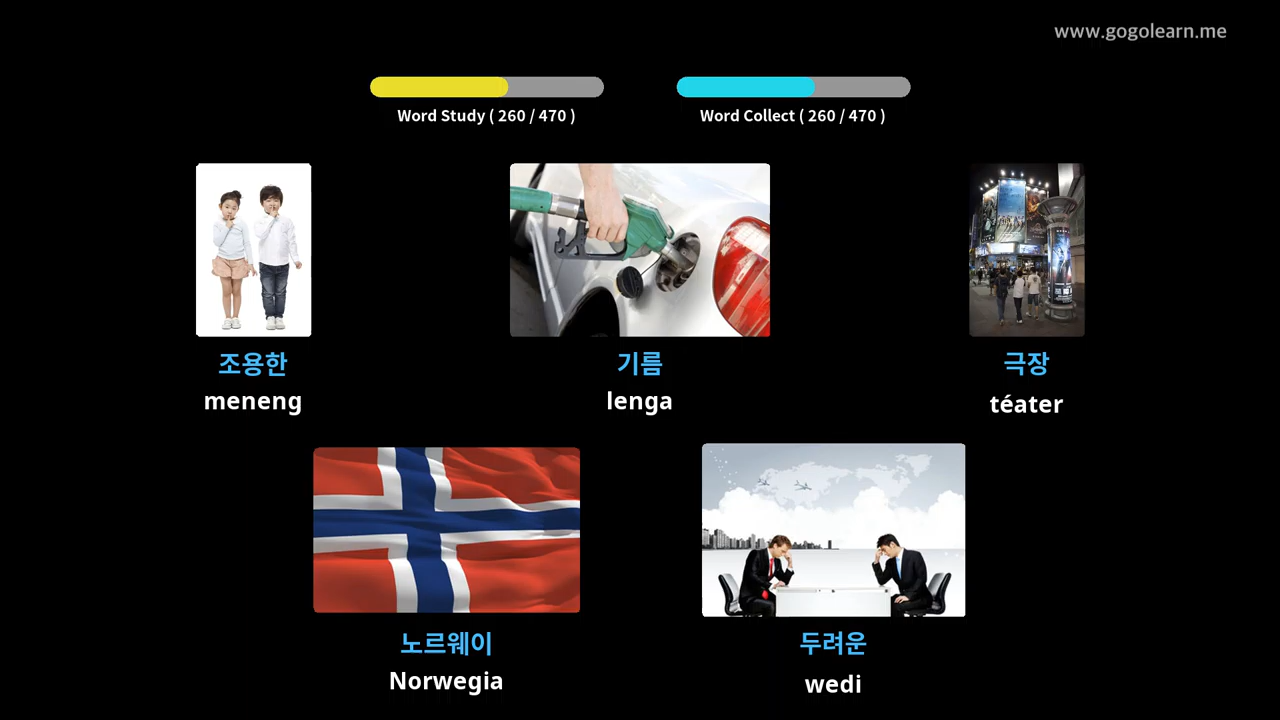 www.gogolearn.me
Word Study ( 260 / 470 )
Word Collect ( 260 / 470 )
조용한
meneng
기름
lenga
극장
téater
노르웨이
Norwegia
두려운
wedi